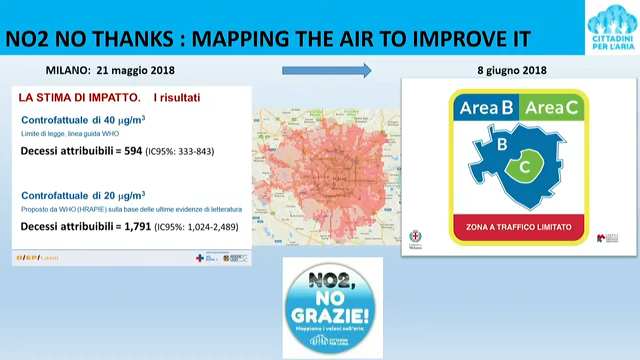 NO2 NO THANKS : MAPPING THE AIR TO IMPROVE IT
CITTADINI
PER L'ARIA
MILANO: 21 maggio 2018
8 giugno 2018
LA STIMA DI IMPATTO. I risultati
Controfattuale di 40 µg/m³
Limite di legge, linea guida WHO
Decessi attribuibili = 594 (IC95%: 333-843)
Controfattuale di 20 µg/m³
Proposto da WHO (HRAPIE) sulla base delle ultime evidenze di letteratura
Decessi attribuibili = 1,791 (IC95%: 1,024-2,489)
Area B Area C
B
C
ZONA A TRAFFICO LIMITATO
NO2,
NO
GRAZIE!
Mappiamo i veleni nell'aria.
CITTADINI
PER L'ARIA